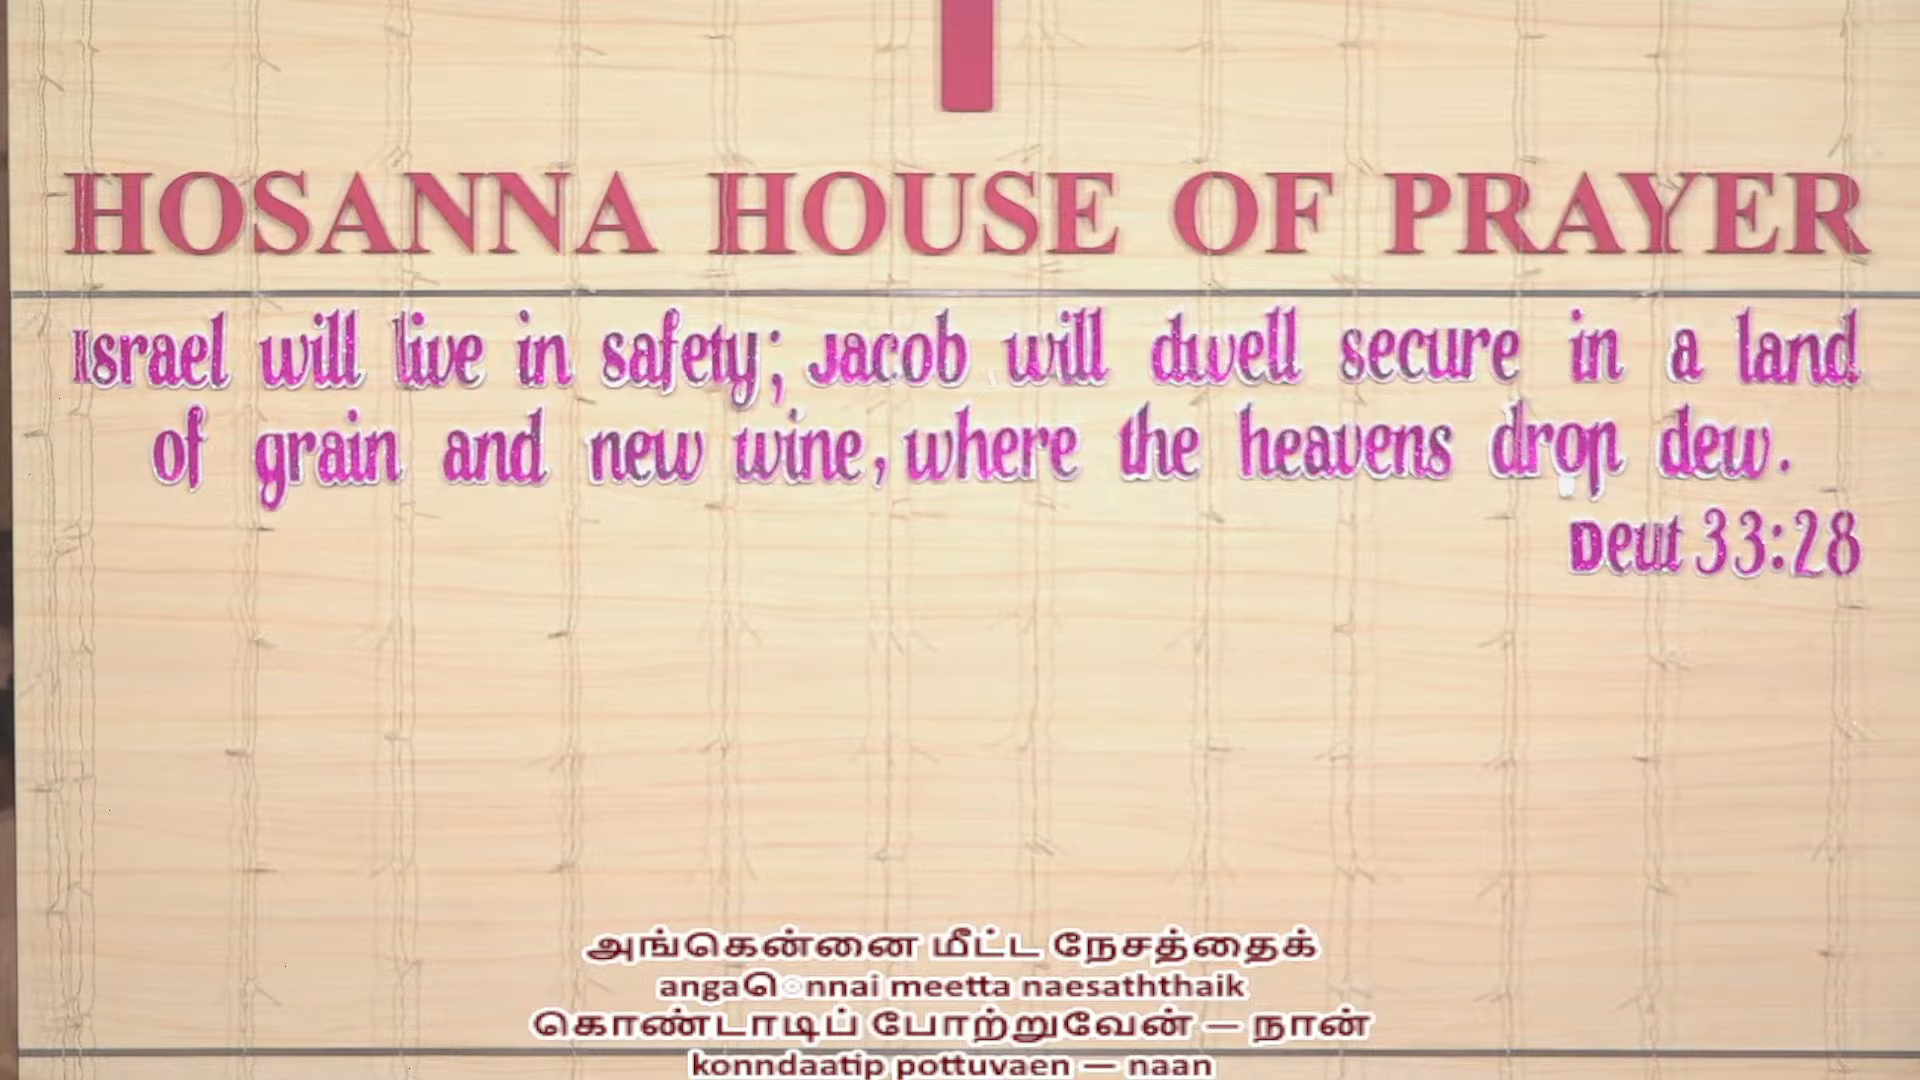 HOSANNA HOUSE OF PRAYER
Israel will live in safety; Jacob will dwell secure in a land
of grain and new wine, where the heavens drop dew.
Deut 33:28
அங்கென்னை மீட்ட நேசத்தைக்
angaெnnai meetta naesaththaik
கொண்டாடிப் போற்றுவேன் — நான்
konndaatip pottuvaen — naan